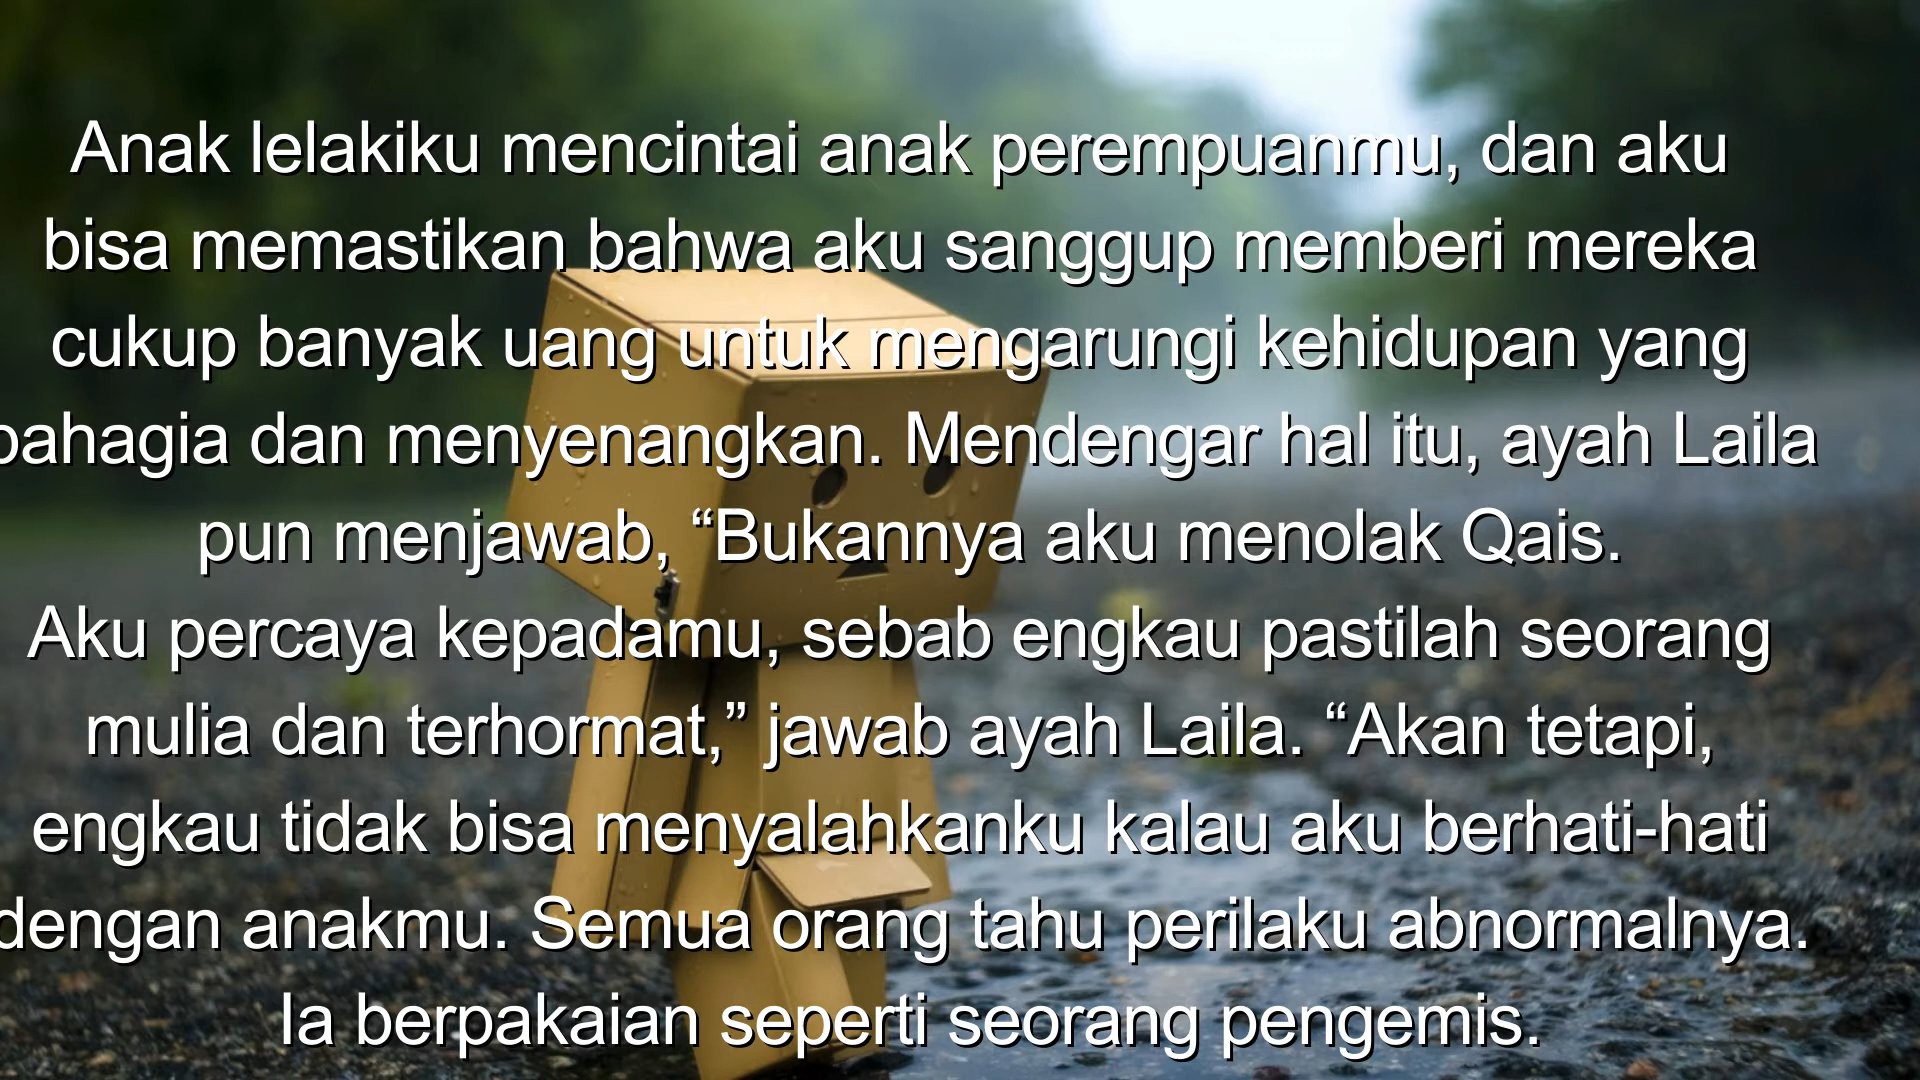 Anak lelakiku mencintai anak perempuanmu, dan aku
bisa memastikan bahwa aku sanggup memberi mereka
cukup banyak uang untuk mengarungi kehidupan yang
bahagia dan menyenangkan. Mendengar hal itu, ayah Laila
pun menjawab, “Bukannya aku menolak Qais.
Aku percaya kepadamu, sebab engkau pastilah seorang
mulia dan terhormat,” jawab ayah Laila. “Akan tetapi,
engkau tidak bisa menyalahkanku kalau aku berhati-hati
dengan anakmu. Semua orang tahu perilaku abnormalnya.
Ia berpakaian seperti seorang pengemis.